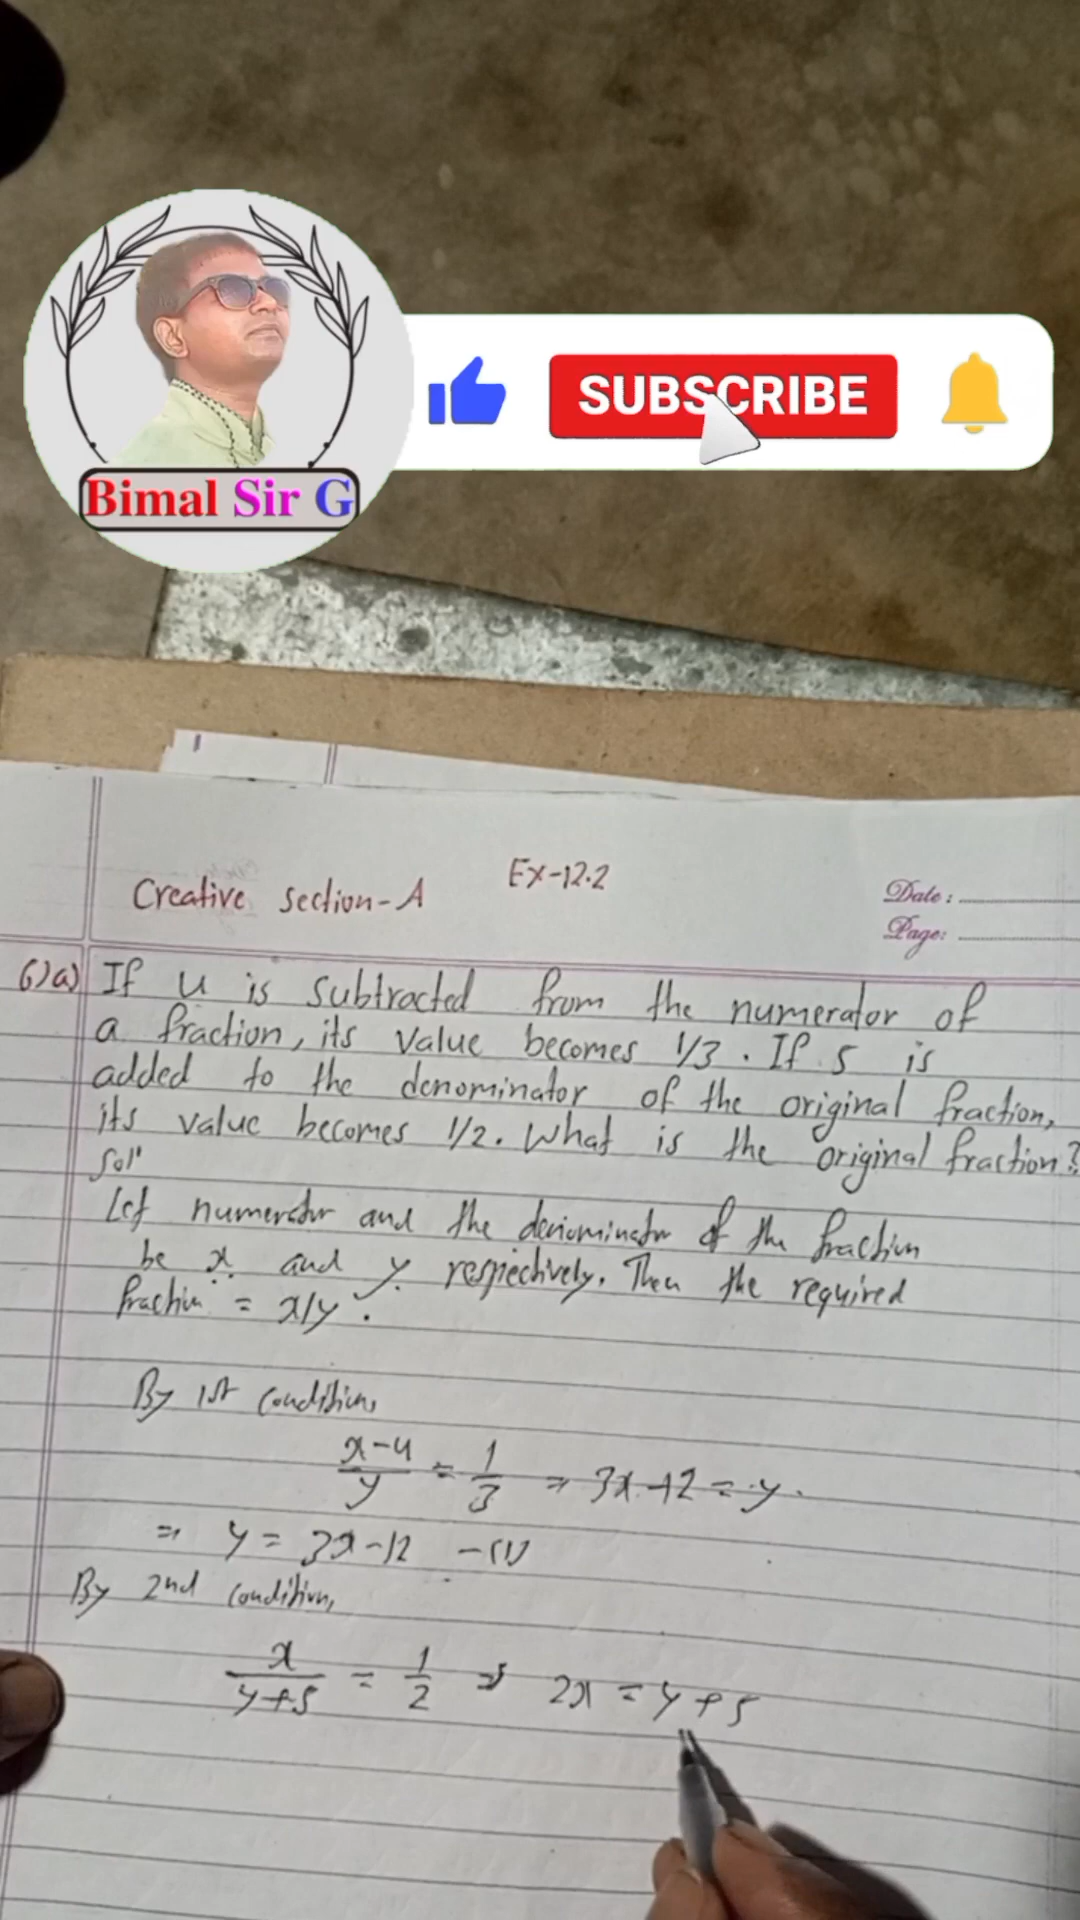 SUBSCRIBE
Bimal Sir G
Creative section-A
Ex-12.2
Date:
Page:
6)a) If 4 is subtracted from the numerator of
a fraction, its value becomes 1/3. If 5 is
added to the denominator of the original fraction,
its value becomes 1/2. What is the original fraction?
Solⁿ
Let numerator and the denominator of the fraction
be x and y respectively. Then the required
fraction = x/y.
By 1st condition,
x-4/y = 1/3 ⇒ 3x-12 = y.
⇒ y = 3x-12 -(1)
By 2nd condition,
x/y+5 = 1/2 ⇒ 2x = y+5